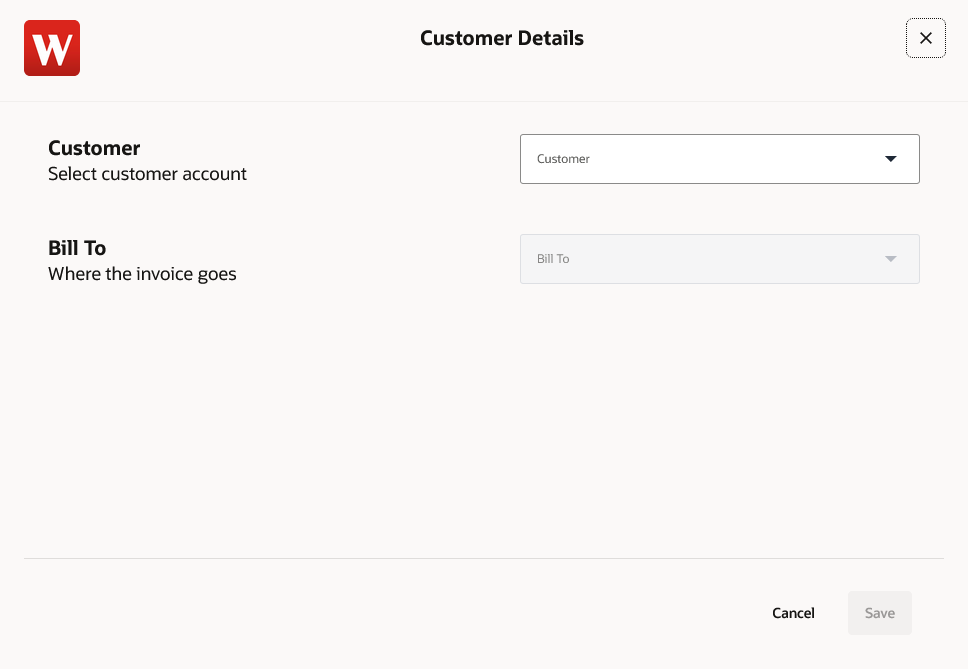 W
Customer Details
Customer
Select customer account
Customer
Bill To
Where the invoice goes
Bill To
Cancel
Save